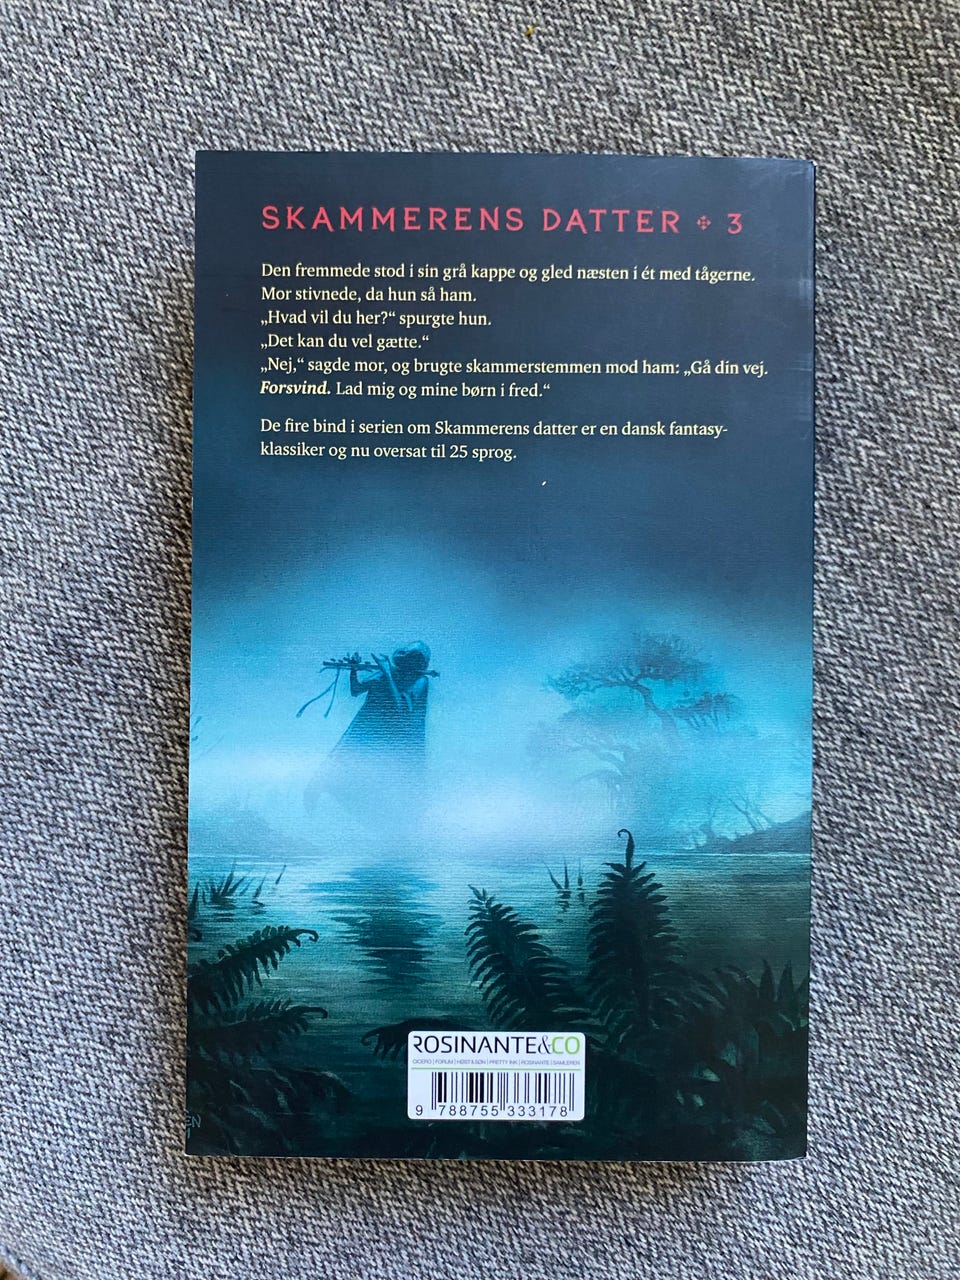 SKAMMERENS DATTER ✣ 3
Den fremmede stod i sin grå kappe og gled næsten i ét med tågerne.
Mor stivnede, da hun så ham.
„Hvad vil du her?“ spurgte hun.
„Det kan du vel gætte.“
„Nej,“ sagde mor, og brugte skammerstemmen mod ham: „Gå din vej.
Forsvind. Lad mig og mine børn i fred.“
De fire bind i serien om Skammerens datter er en dansk fantasy-
klassiker og nu oversat til 25 sprog.
ROSINANTE&CO
CICERO | FORUM | HØST&SØN | PRETTY INK | ROSINANTE | SAMLEREN
9 788755 333178
EN